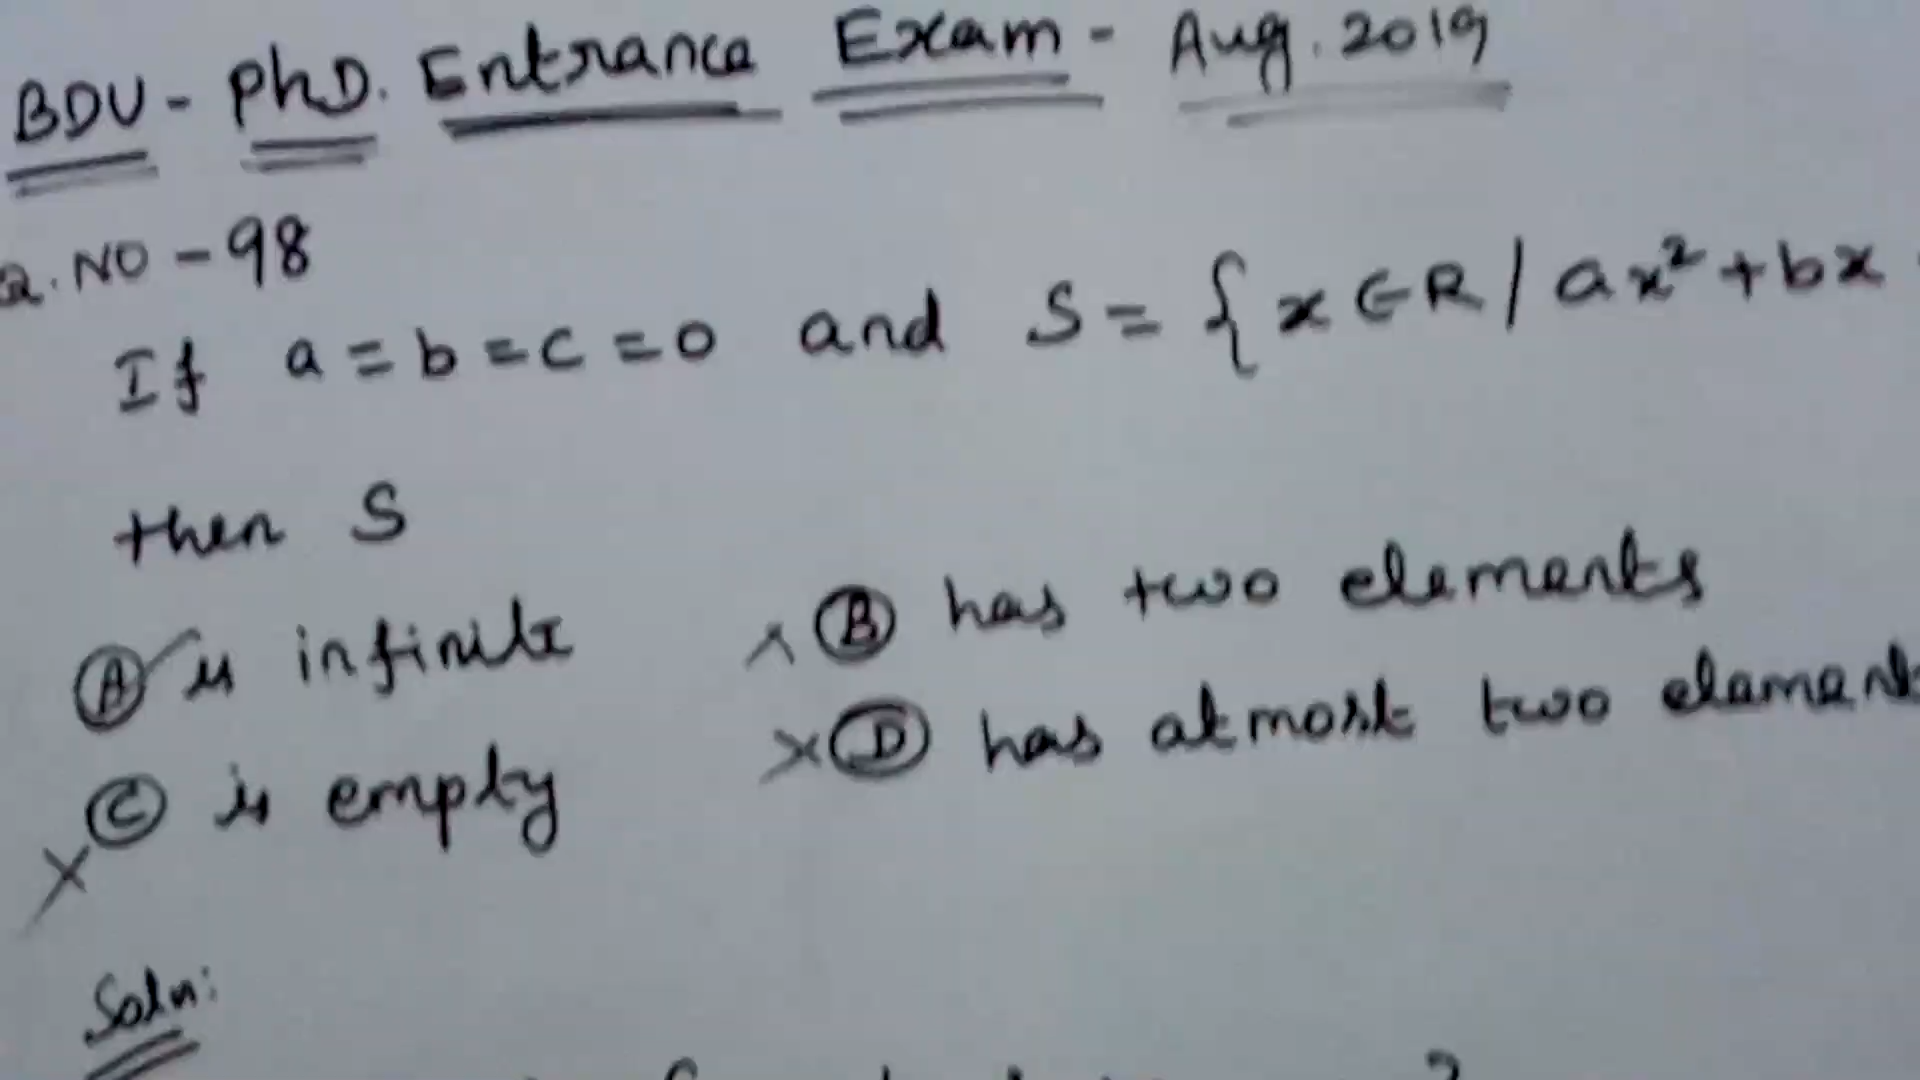 BDU - PhD. Entrance Exam - Aug. 2019
Q. NO - 98
If a = b = c = 0 and S = { x ∈ R / ax² + bx
then S
(A) ✓ is infinite × (B) has two elements
× (C) is empty × (D) has atmost two element
Soln: